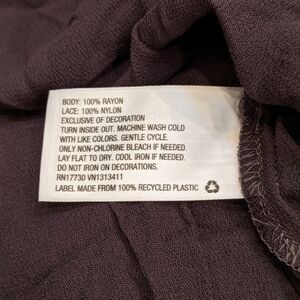 BODY: 100% RAYON
LACE: 100% NYLON
EXCLUSIVE OF DECORATION
TURN INSIDE OUT. MACHINE WASH COLD
WITH LIKE COLORS. GENTLE CYCLE.
ONLY NON-CHLORINE BLEACH IF NEEDED.
LAY FLAT TO DRY. COOL IRON IF NEEDED.
DO NOT IRON ON DECORATIONS.
RN17730 VN1313411
LABEL MADE FROM 100% RECYCLED PLASTIC